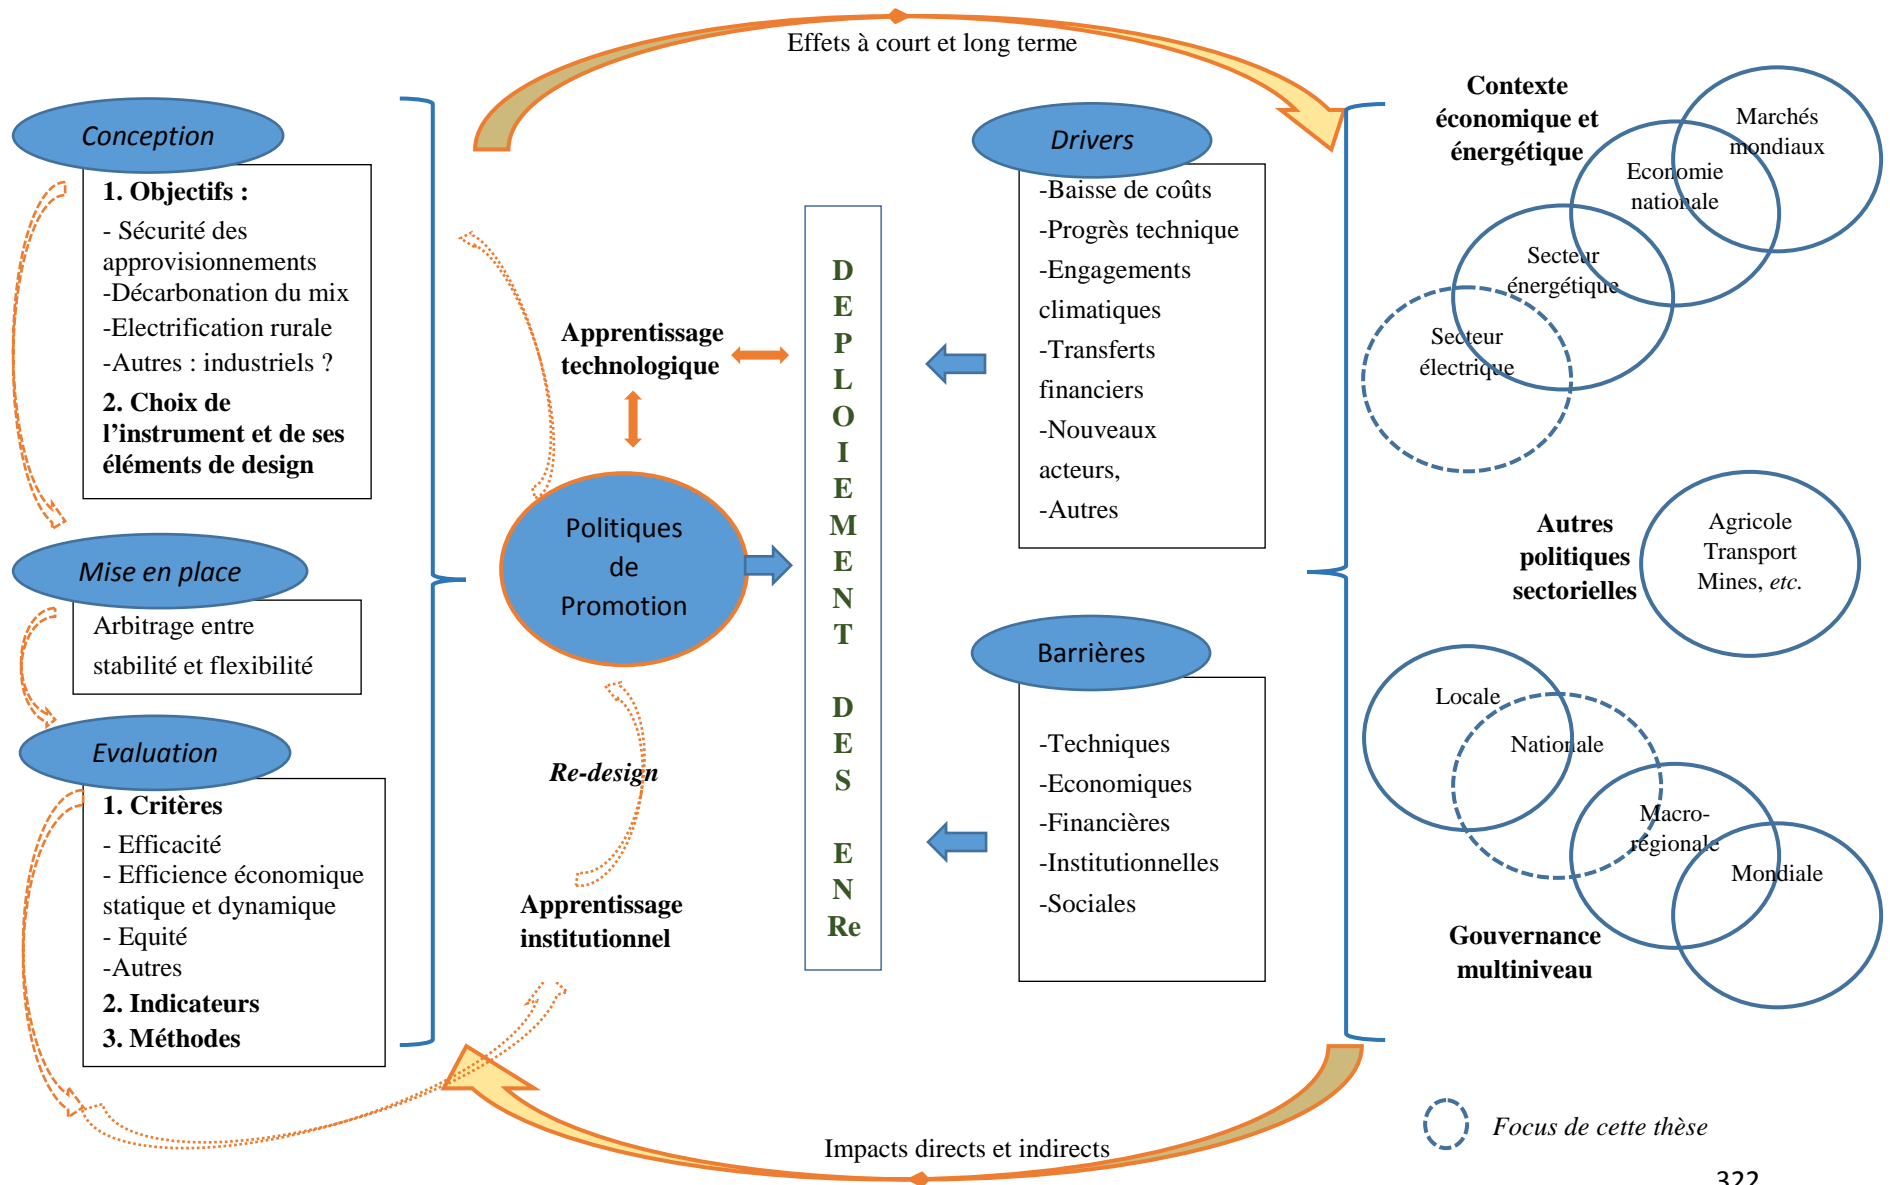 Effets à court et long terme
Conception
1. Objectifs :
- Sécurité des
approvisionnements
-Décarbonation du mix
-Electrification rurale
-Autres : industriels ?
2. Choix de
l’instrument et de ses
éléments de design
Mise en place
Arbitrage entre
stabilité et flexibilité
Evaluation
1. Critères
- Efficacité
- Efficience économique
statique et dynamique
- Equité
-Autres
2. Indicateurs
3. Méthodes
Apprentissage
technologique
Politiques
de
Promotion
Re-design
Apprentissage
institutionnel
D
E
P
L
O
I
E
M
E
N
T
D
E
S
E
N
Re
Drivers
-Baisse de coûts
-Progrès technique
-Engagements
climatiques
-Transferts
financiers
-Nouveaux
acteurs,
-Autres
Barrières
-Techniques
-Economiques
-Financières
-Institutionnelles
-Sociales
Contexte
économique et
énergétique
Marchés
mondiaux
Economie
nationale
Secteur
énergétique
Secteur
électrique
Autres
politiques
sectorielles
Agricole
Transport
Mines, etc.
Locale
Nationale
Macro-
régionale
Mondiale
Gouvernance
multiniveau
Focus de cette thèse
Impacts directs et indirects
322